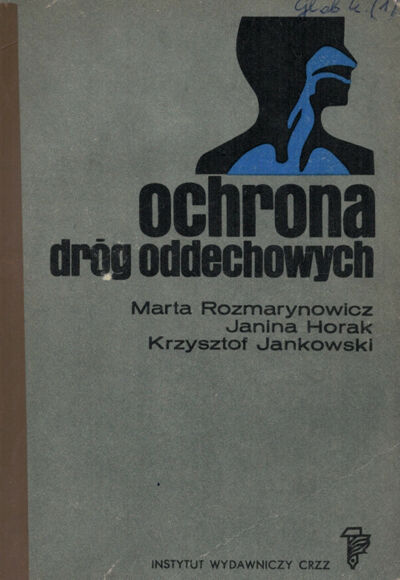 ochrona
dróg oddechowych
Marta Rozmarynowicz
Janina Horak
Krzysztof Jankowski
INSTYTUT WYDAWNICZY CRZZ